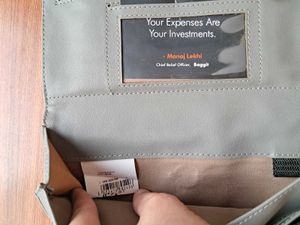 Your Expenses Are
Your Investments.
- Manoj Lekhi
Chief Belief Officer, Baggit